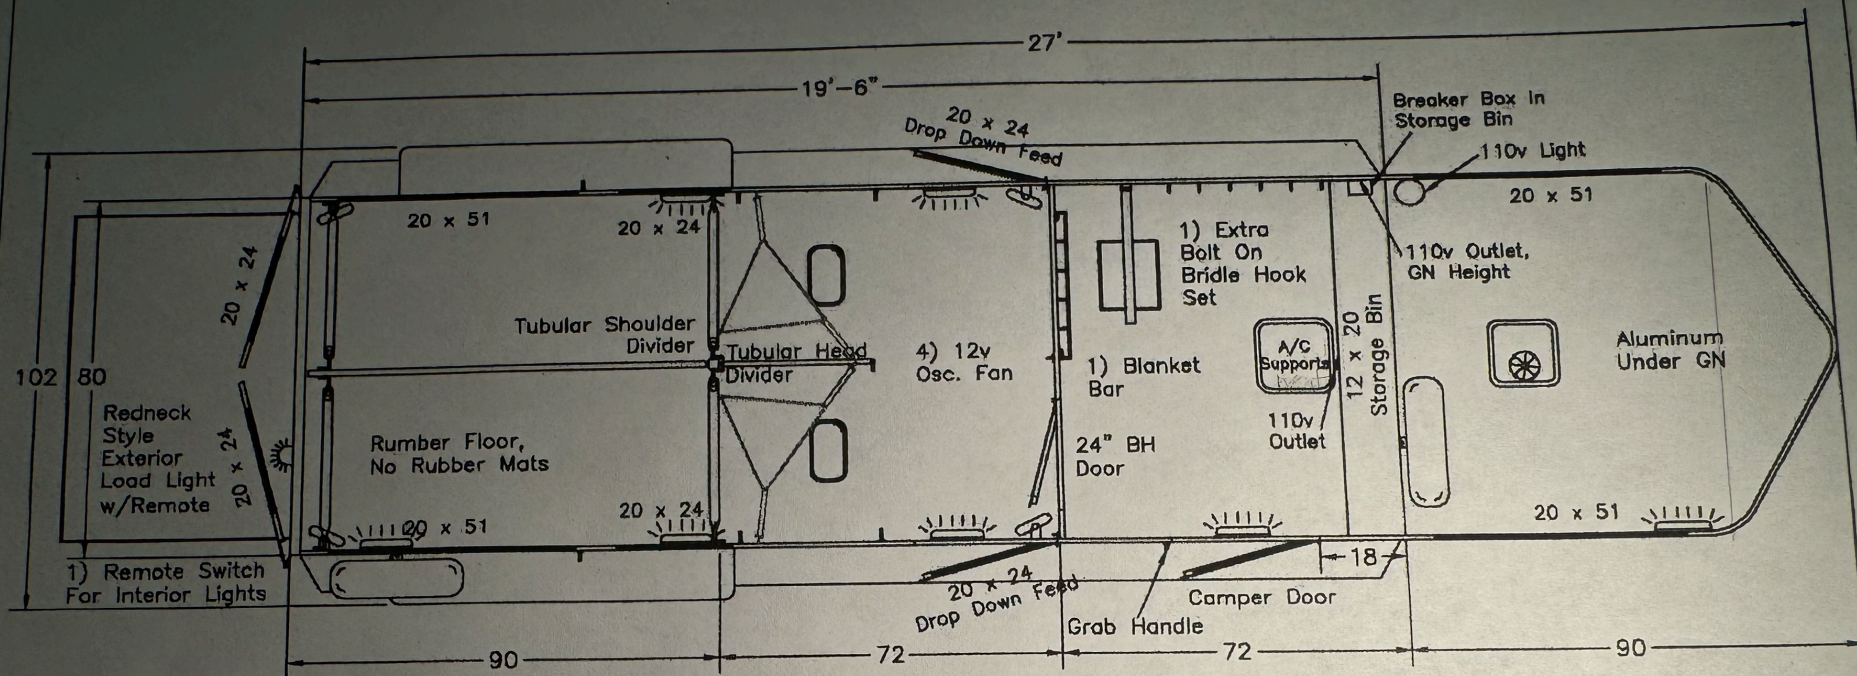 27'
19'-6"
20 x 24
Drop Down Feed
Breaker Box In
Storage Bin
110v Light
20 x 51
20 x 24
20 x 51
1) Extra
Bolt On
Bridle Hook
Set
110v Outlet,
GN Height
20 x 24
Tubular Shoulder
Divider
Tubular Head
Divider
4) 12v
Osc. Fan
1) Blanket
Bar
A/C
Supports
12 x 20
Storage Bin
Aluminum
Under GN
102
80
Redneck
Style
Exterior
Load Light
w/Remote
20 x 24
Rumber Floor,
No Rubber Mats
24" BH
Door
110v
Outlet
20 x 51
20 x 24
20 x 51
1) Remote Switch
For Interior Lights
20 x 24
Drop Down Feed
18
Camper Door
Grab Handle
90
72
72
90